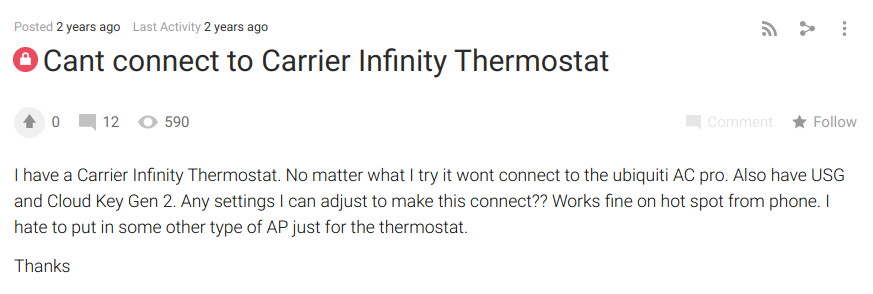 Posted 2 years ago Last Activity 2 years ago
Cant connect to Carrier Infinity Thermostat
0 12 590 Comment Follow
I have a Carrier Infinity Thermostat. No matter what I try it wont connect to the ubiquiti AC pro. Also have USG
and Cloud Key Gen 2. Any settings I can adjust to make this connect?? Works fine on hot spot from phone. I
hate to put in some other type of AP just for the thermostat.
Thanks